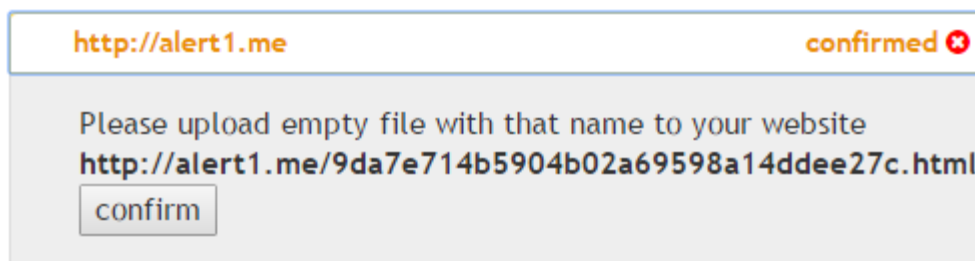 http://alert1.me confirmed
Please upload empty file with that name to your website
http://alert1.me/9da7e714b5904b02a69598a14ddee27c.html
confirm